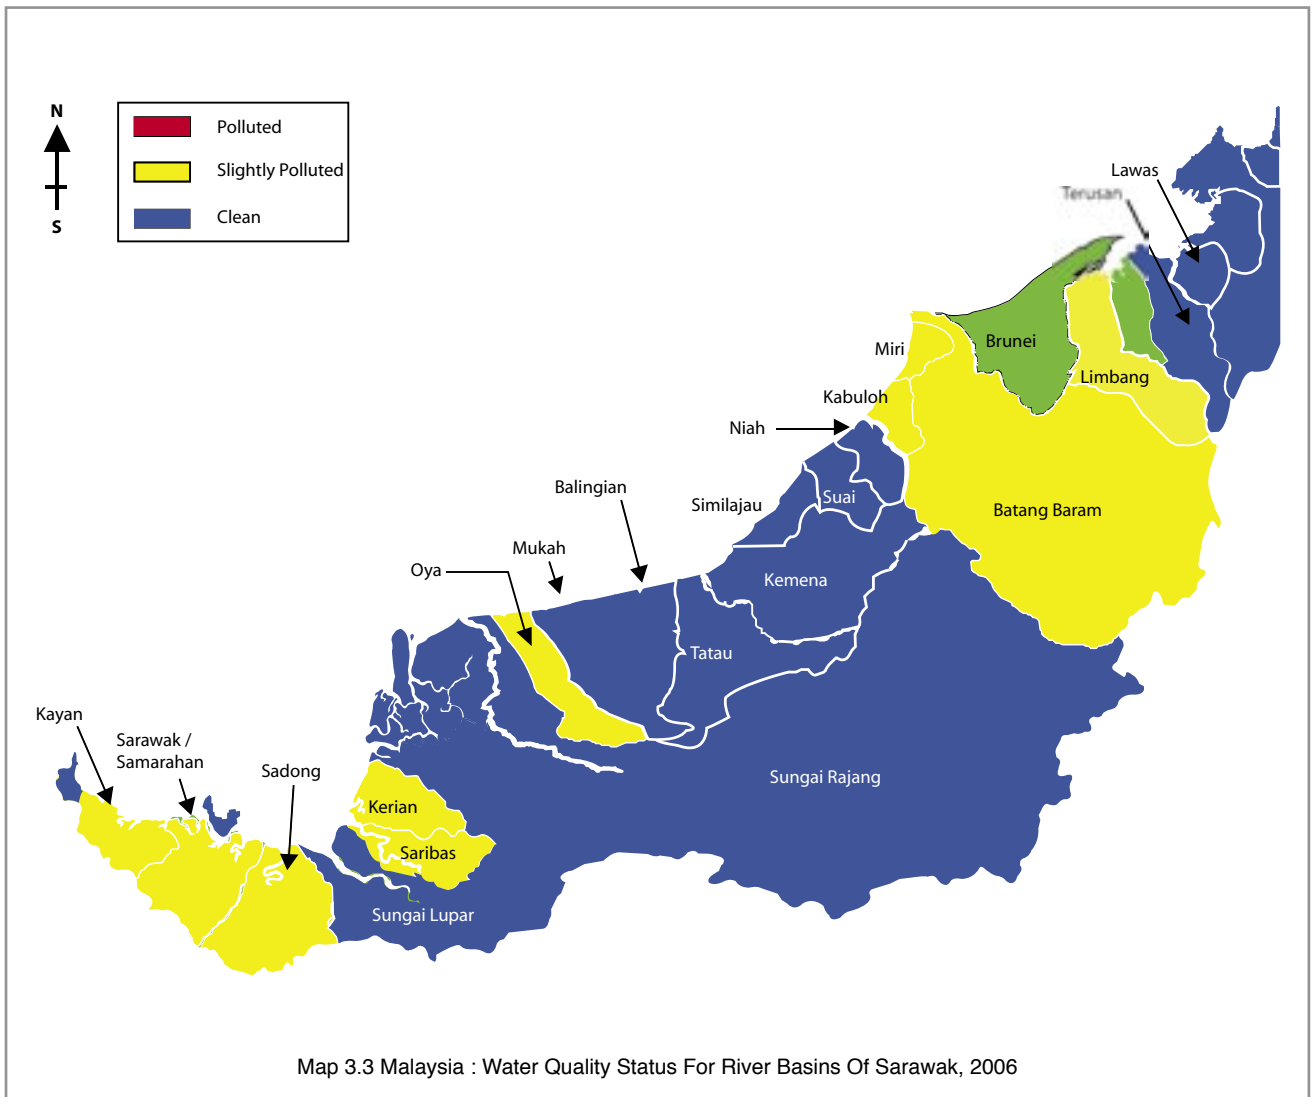 N
S
Polluted
Slightly Polluted
Clean
Lawas
Terusan
Brunei
Miri
Limbang
Kabuloh
Niah
Balingian
Similajau
Suai
Batang Baram
Mukah
Oya
Kemena
Tatau
Kayan
Sarawak /
Samarahan
Sadong
Sungai Rajang
Kerian
Saribas
Sungai Lupar
Map 3.3 Malaysia : Water Quality Status For River Basins Of Sarawak, 2006